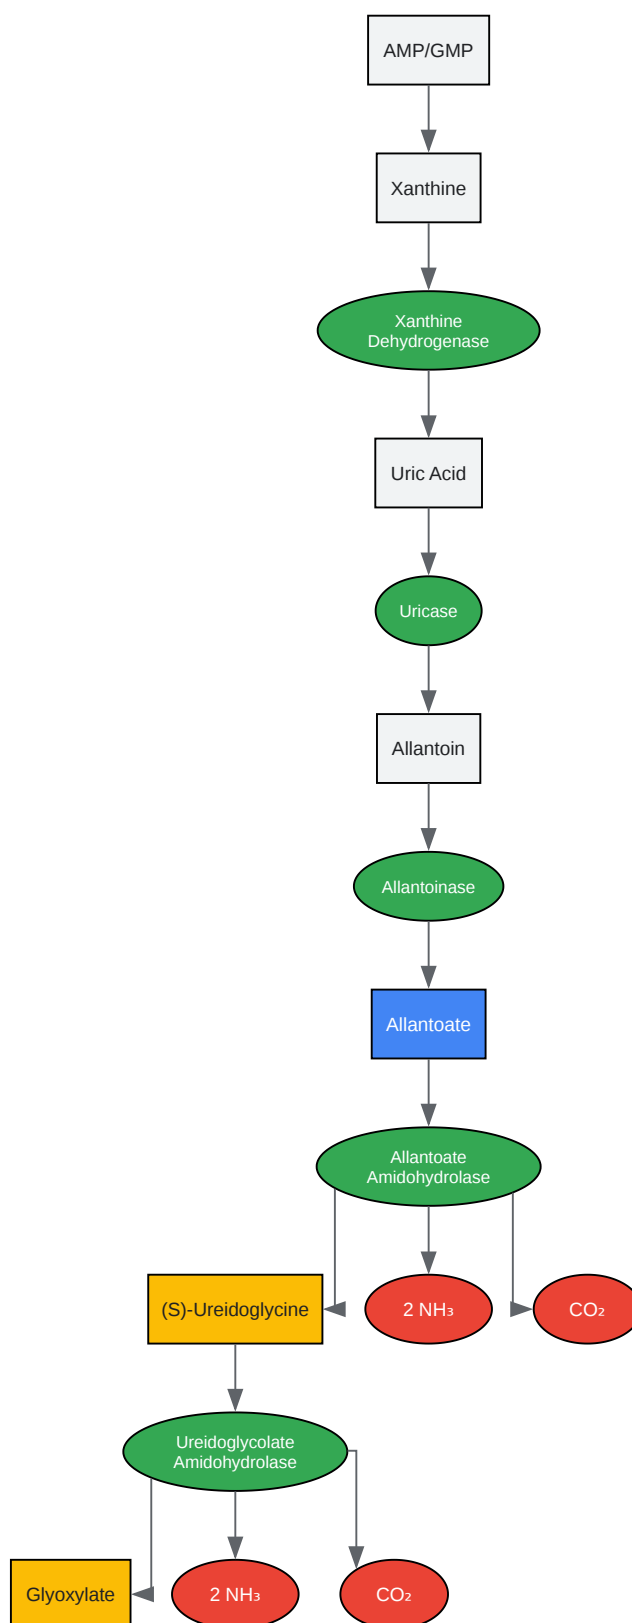 AMP/GMP
Xanthine
Xanthine
Dehydrogenase
Uric Acid
Uricase
Allantoin
Allantoinase
Allantoate
Allantoate
Amidohydrolase
(S)-Ureidoglycine
2 NH₃
CO₂
Ureidoglycolate
Amidohydrolase
Glyoxylate
2 NH₃
CO₂